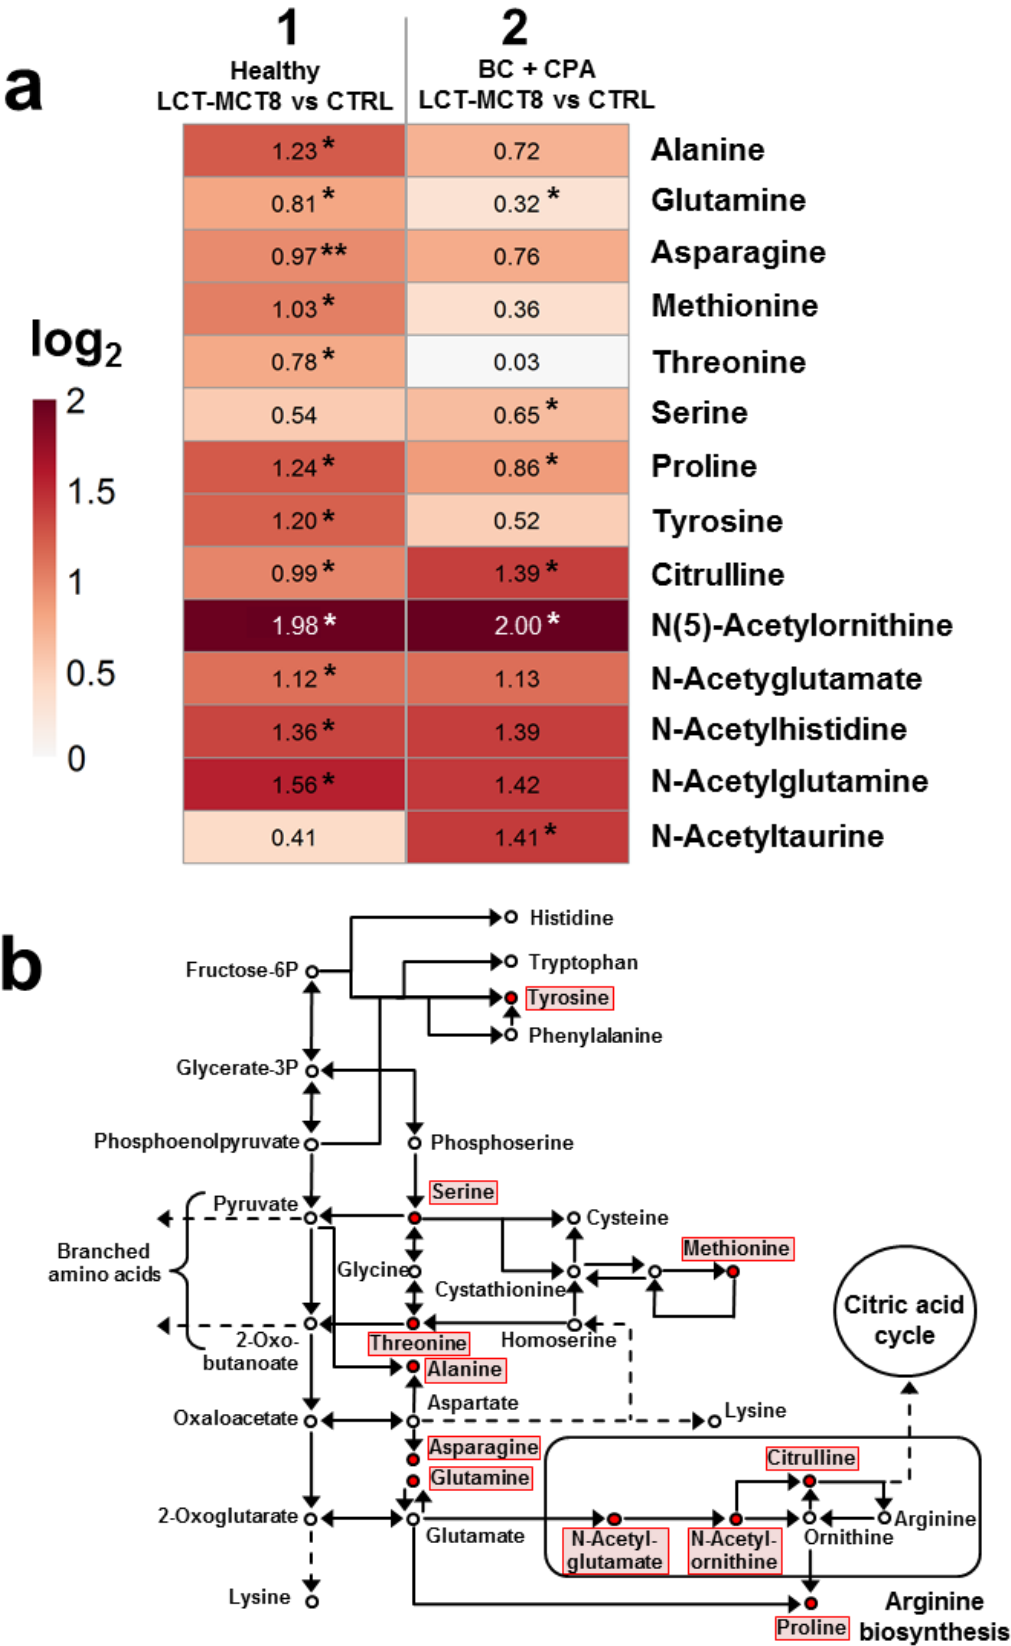 1 2
a
Healthy BC + CPA
LCT-MCT8 vs CTRL LCT-MCT8 vs CTRL
1.23* 0.72 Alanine
0.81* 0.32* Glutamine
0.97** 0.76 Asparagine
1.03* 0.36 Methionine
0.78* 0.03 Threonine
0.54 0.65* Serine
1.24* 0.86* Proline
1.20* 0.52 Tyrosine
0.99* 1.39* Citrulline
1.98* 2.00* N(5)-Acetylornithine
1.12* 1.13 N-Acetyglutamate
1.36* 1.39 N-Acetylhistidine
1.56* 1.42 N-Acetylglutamine
0.41 1.41* N-Acetyltaurine
log2
2
1.5
1
0.5
0
b
Histidine
Fructose-6P
Tryptophan
Tyrosine
Phenylalanine
Glycerate-3P
Phosphoenolpyruvate
Phosphoserine
Pyruvate
Serine
Cysteine
Branched
amino acids
Glycine
Methionine
Cystathionine
Citric acid
cycle
2-Oxo-
butanoate
Threonine
Homoserine
Alanine
Aspartate
Oxaloacetate
Lysine
Asparagine
Glutamine
Citrulline
2-Oxoglutarate
Glutamate
N-Acetyl-
glutamate
N-Acetyl-
ornithine
Ornithine
Arginine
Lysine
Proline
Arginine
biosynthesis